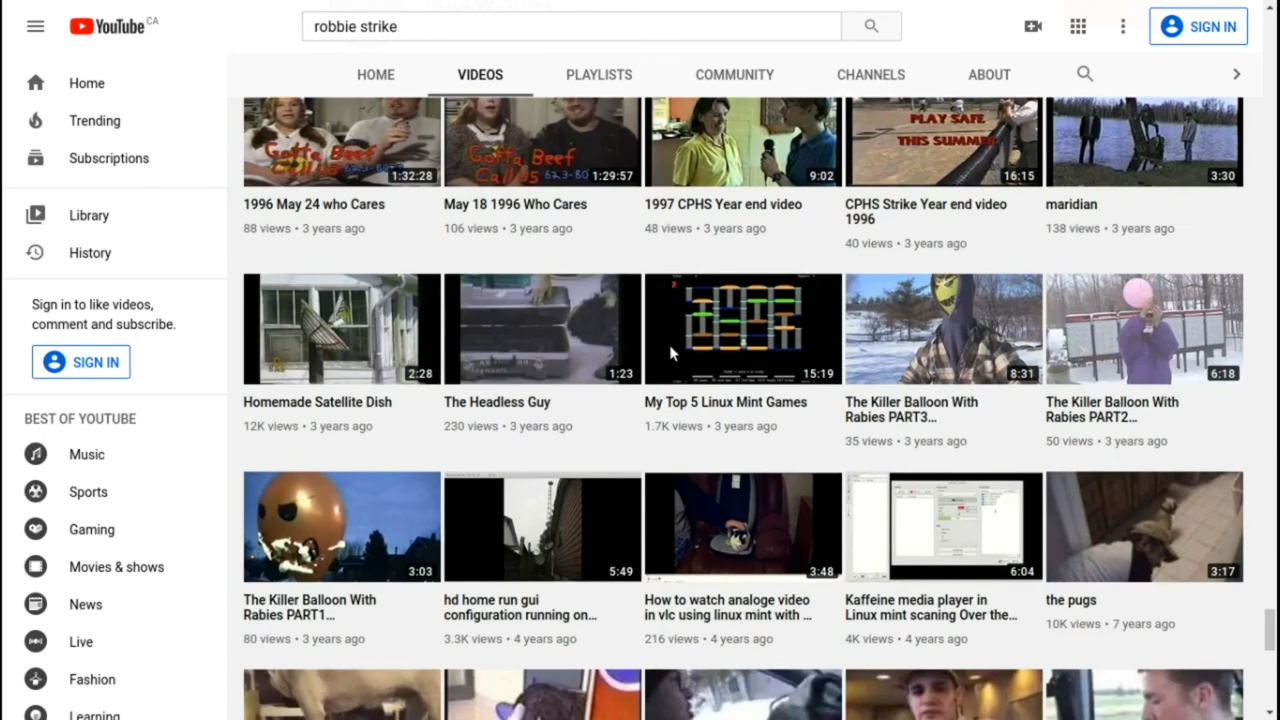 YouTube CA
robbie strike
SIGN IN
HOME
VIDEOS
PLAYLISTS
COMMUNITY
CHANNELS
ABOUT
Home
Trending
Subscriptions
Library
History
Sign in to like videos,
comment and subscribe.
SIGN IN
BEST OF YOUTUBE
Music
Sports
Gaming
Movies & shows
News
Live
Fashion
Learning
Gotta Beef
Call us 623-80
1:32:28
Gotta Beef
Call us 623-80
1:29:57
9:02
PLAY SAFE
THIS SUMMER
16:15
3:30
1996 May 24 who Cares
88 views • 3 years ago
May 18 1996 Who Cares
106 views • 3 years ago
1997 CPHS Year end video
48 views • 3 years ago
CPHS Strike Year end video
1996
40 views • 3 years ago
maridian
138 views • 3 years ago
2:28
1:23
15:19
8:31
6:18
Homemade Satellite Dish
12K views • 3 years ago
The Headless Guy
230 views • 3 years ago
My Top 5 Linux Mint Games
1.7K views • 3 years ago
The Killer Balloon With
Rabies PART3...
35 views • 3 years ago
The Killer Balloon With
Rabies PART2...
50 views • 3 years ago
3:03
5:49
3:48
6:04
3:17
The Killer Balloon With
Rabies PART1...
80 views • 3 years ago
hd home run gui
configuration running on...
3.3K views • 4 years ago
How to watch analoge video
in vlc using linux mint with ...
216 views • 4 years ago
Kaffeine media player in
Linux mint scaning Over the...
4K views • 4 years ago
the pugs
10K views • 7 years ago